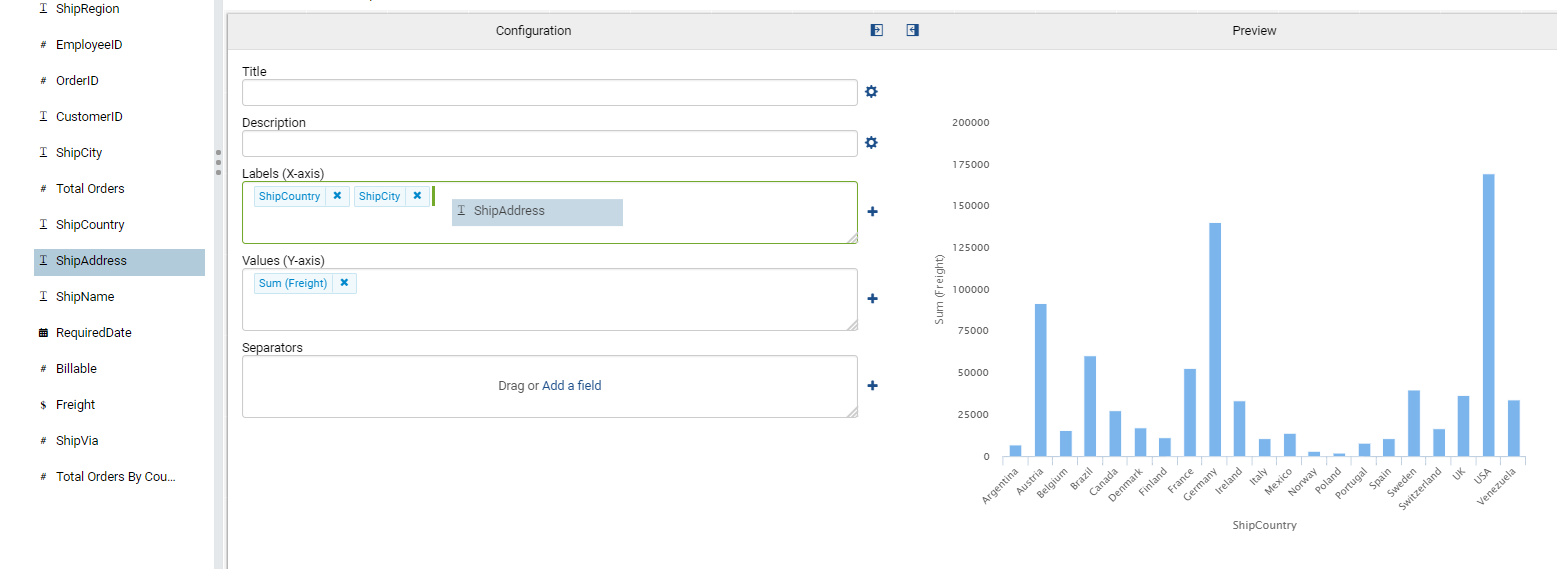 ShipRegion
EmployeeID
OrderID
CustomerID
ShipCity
Total Orders
ShipCountry
ShipAddress
ShipName
RequiredDate
Billable
Freight
ShipVia
Total Orders By Cou...
Configuration
Title
Description
Labels (X-axis)
ShipCountry ShipCity
ShipAddress
Values (Y-axis)
Sum (Freight)
Separators
Drag or Add a field
Preview
200000
175000
150000
125000
100000
75000
50000
25000
0
Sum (Freight)
Argentina
Austria
Belgium
Brazil
Canada
Denmark
Finland
France
Germany
Ireland
Italy
Mexico
Norway
Poland
Portugal
Spain
Sweden
Switzerland
UK
USA
Venezuela
ShipCountry